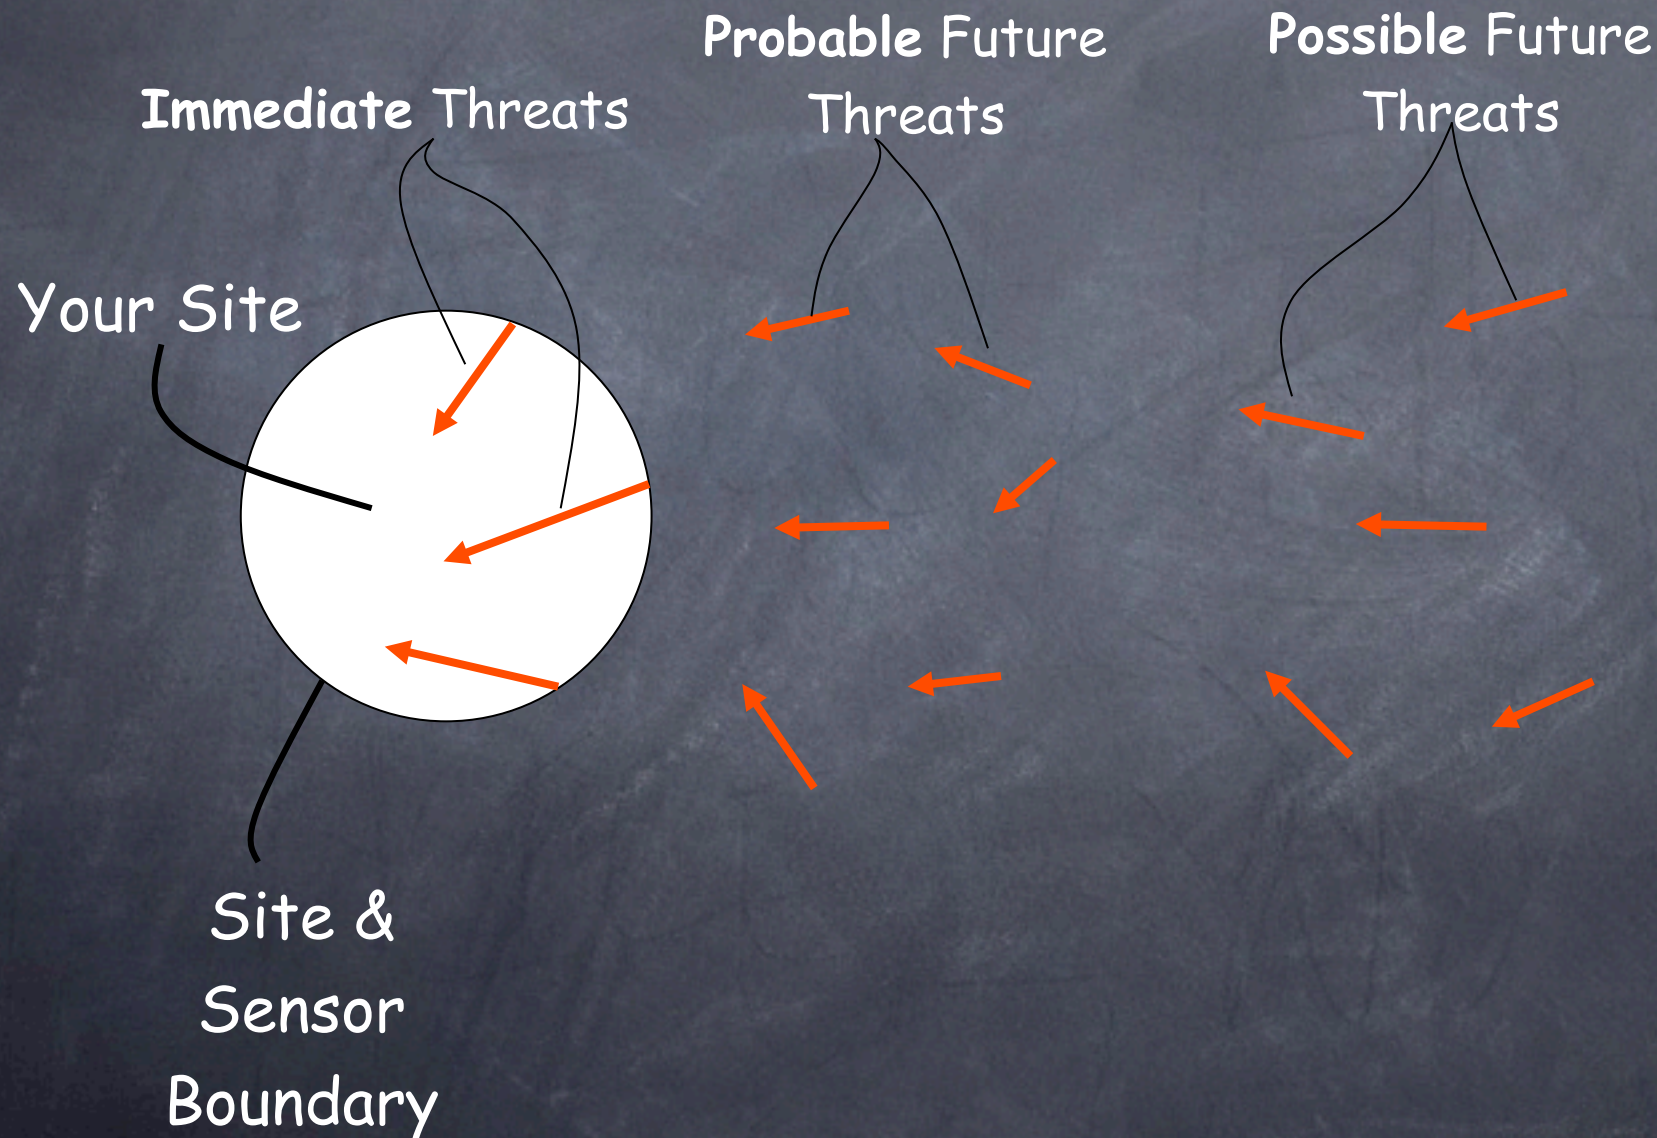 Immediate Threats
Probable Future
Threats
Possible Future
Threats
Your Site
Site &
Sensor
Boundary